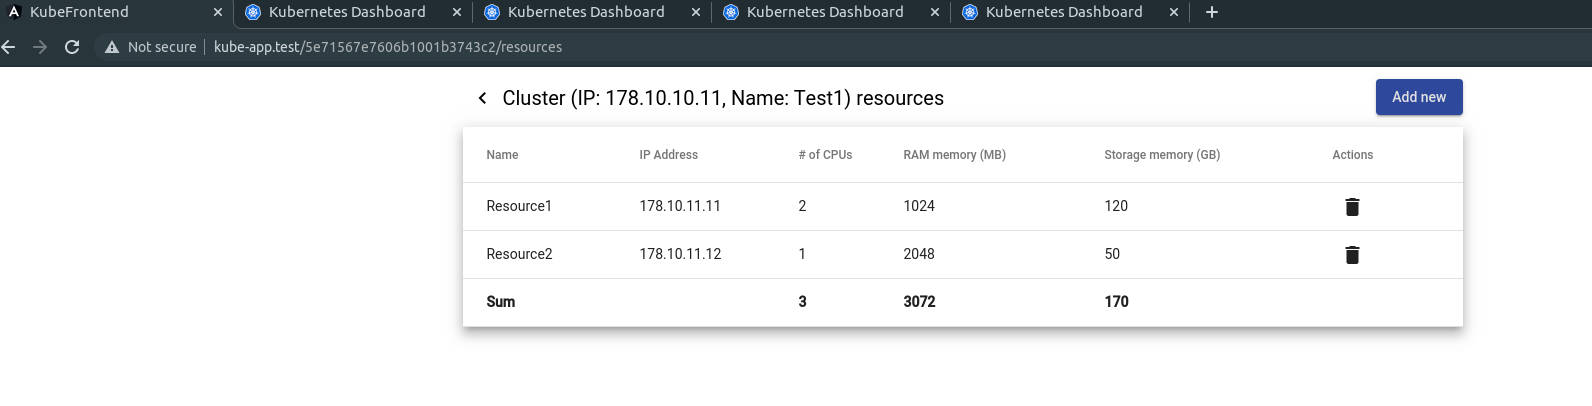 KubeFrontend Kubernetes Dashboard Kubernetes Dashboard Kubernetes Dashboard Kubernetes Dashboard
Not secure kube-app.test/5e71567e7606b1001b3743c2/resources
Cluster (IP: 178.10.10.11, Name: Test1) resources Add new
Name IP Address # of CPUs RAM memory (MB) Storage memory (GB) Actions
Resource1 178.10.11.11 2 1024 120
Resource2 178.10.11.12 1 2048 50
Sum 3 3072 170